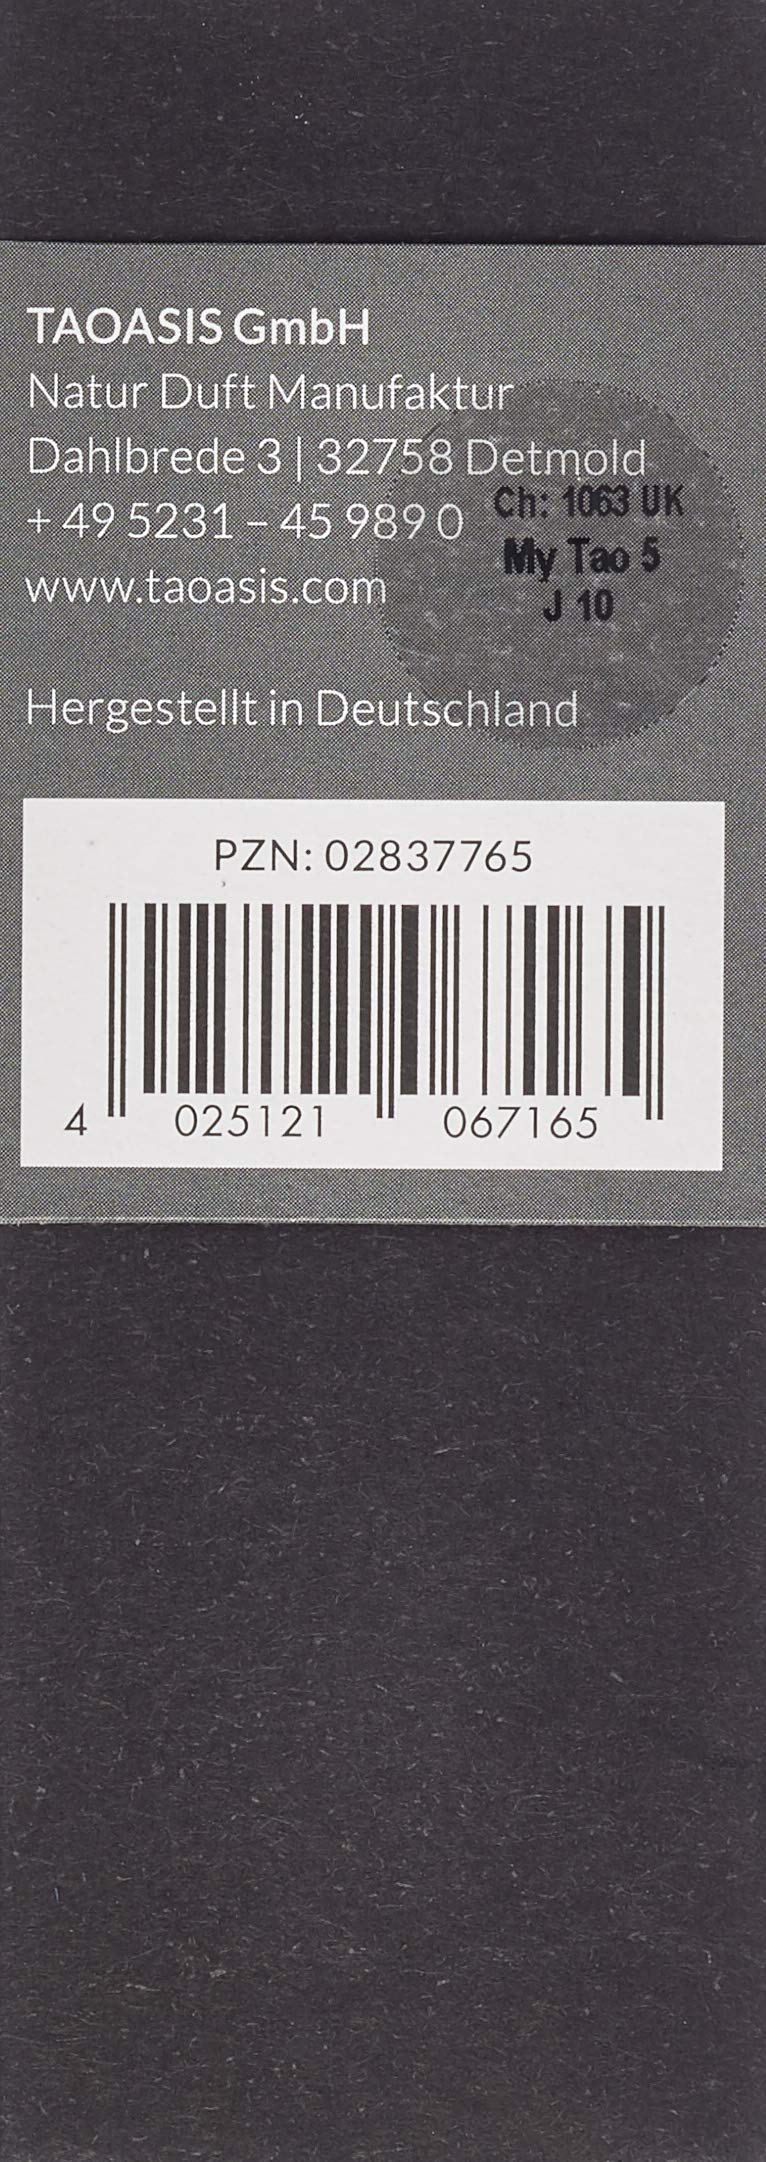 TAOASIS GmbH
Natur Duft Manufaktur
Dahlbrede 3 | 32758 Detmold
+ 49 5231 – 45 989 0
www.taoasis.com
Ch: 1063 UK
My Tao 5
J 10
Hergestellt in Deutschland
PZN: 02837765
4 025121 067165